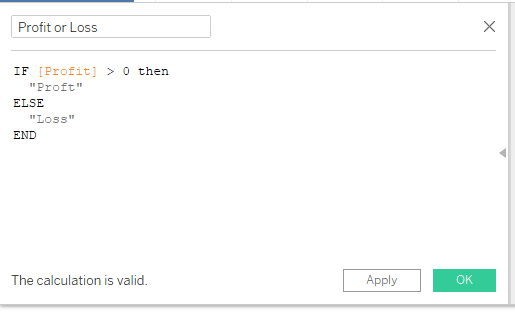 Profit or Loss
IF [Profit] > 0 then
"Proft"
ELSE
"Loss"
END
The calculation is valid.
Apply
OK